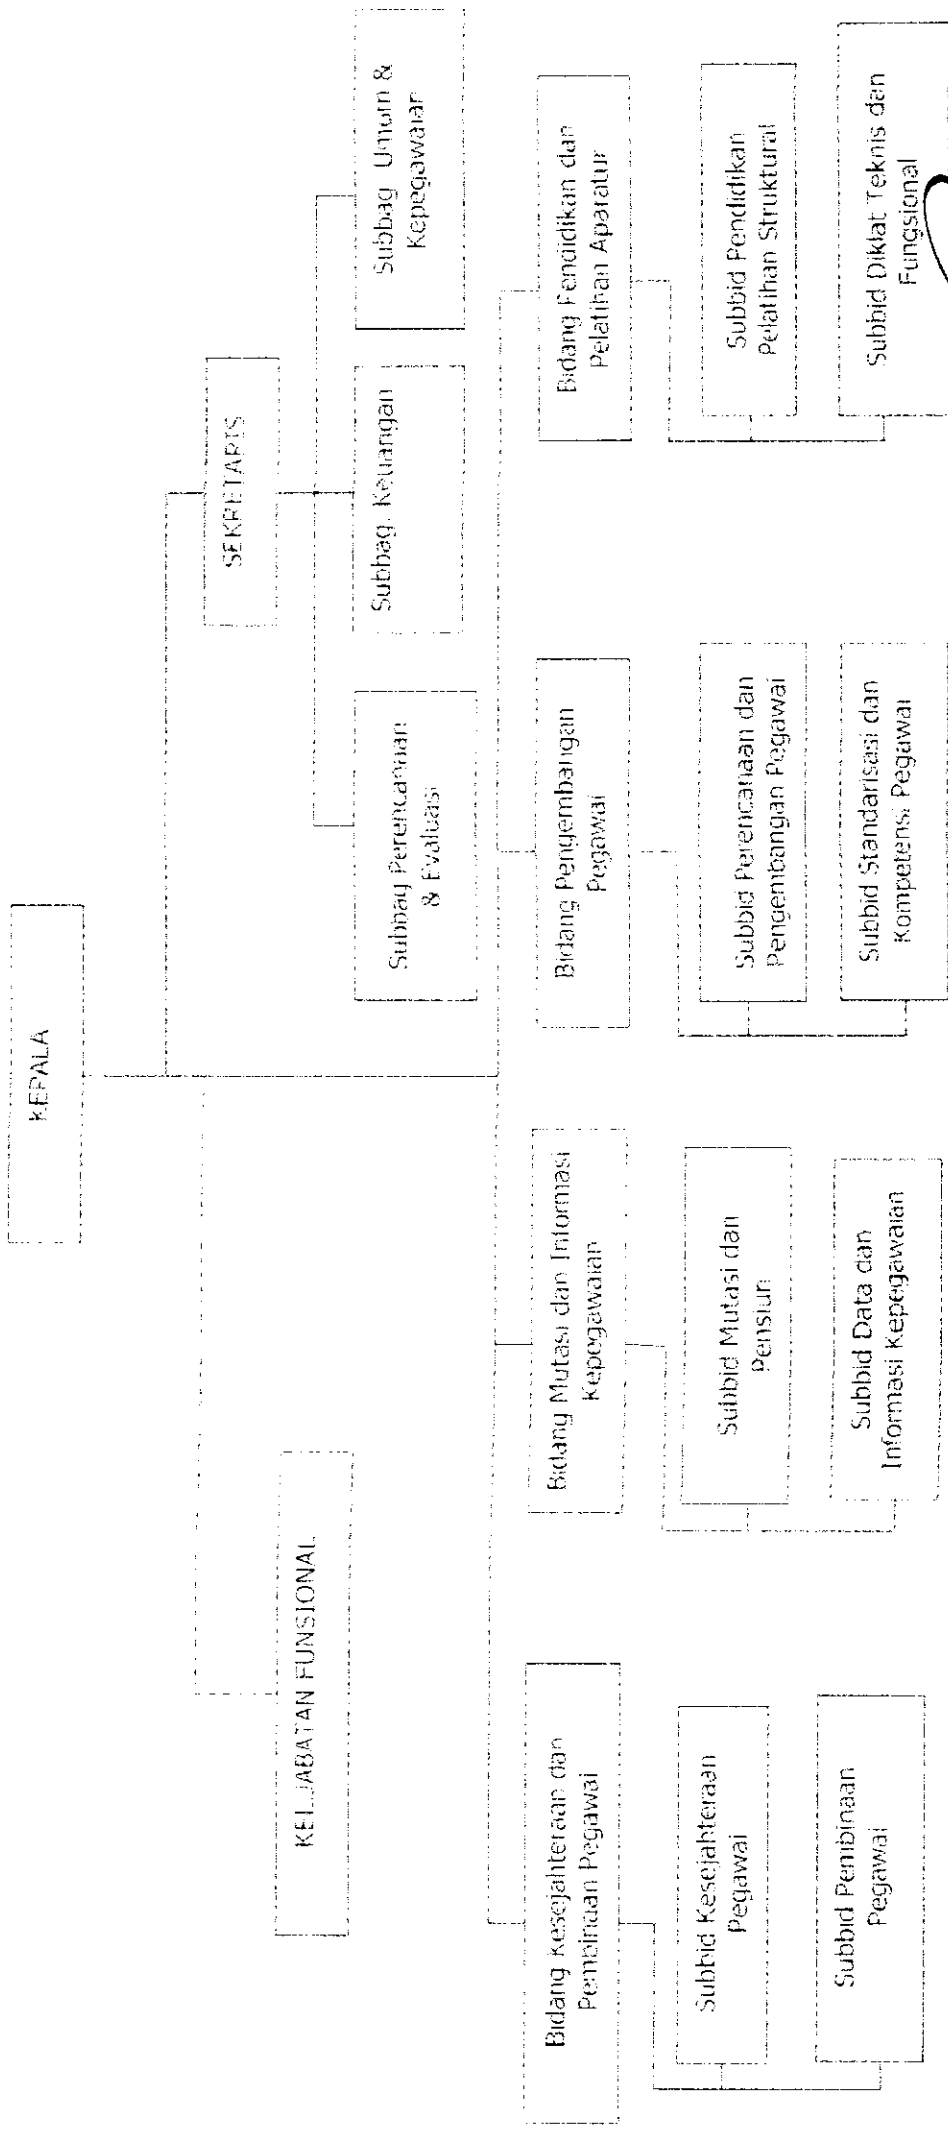 KEPALA
SEKRETARIS
KEL. JABATAN FUNSIONAL
Subbag Perencanaan
& Evaluasi
Subbag. Keuangan
Subbag Umum &
Kepegawaian
Bidang Kesejahteraan dan
Pembinaan Pegawai
Bidang Mutasi dan Informasi
Kepegawaian
Bidang Pengembangan
Pegawai
Bidang Pendidikan dan
Pelatihan Aparatur
Subbid Kesejahteraan
Pegawai
Subbid Mutasi dan
Pensiun
Subbid Perencanaan dan
Pengembangan Pegawai
Subbid Pendidikan
Pelatihan Struktural
Subbid Pembinaan
Pegawai
Subbid Data dan
Informasi Kepegawaian
Subbid Standarisasi dan
Kompetensi Pegawai
Subbid Diklat Teknis dan
Fungsional